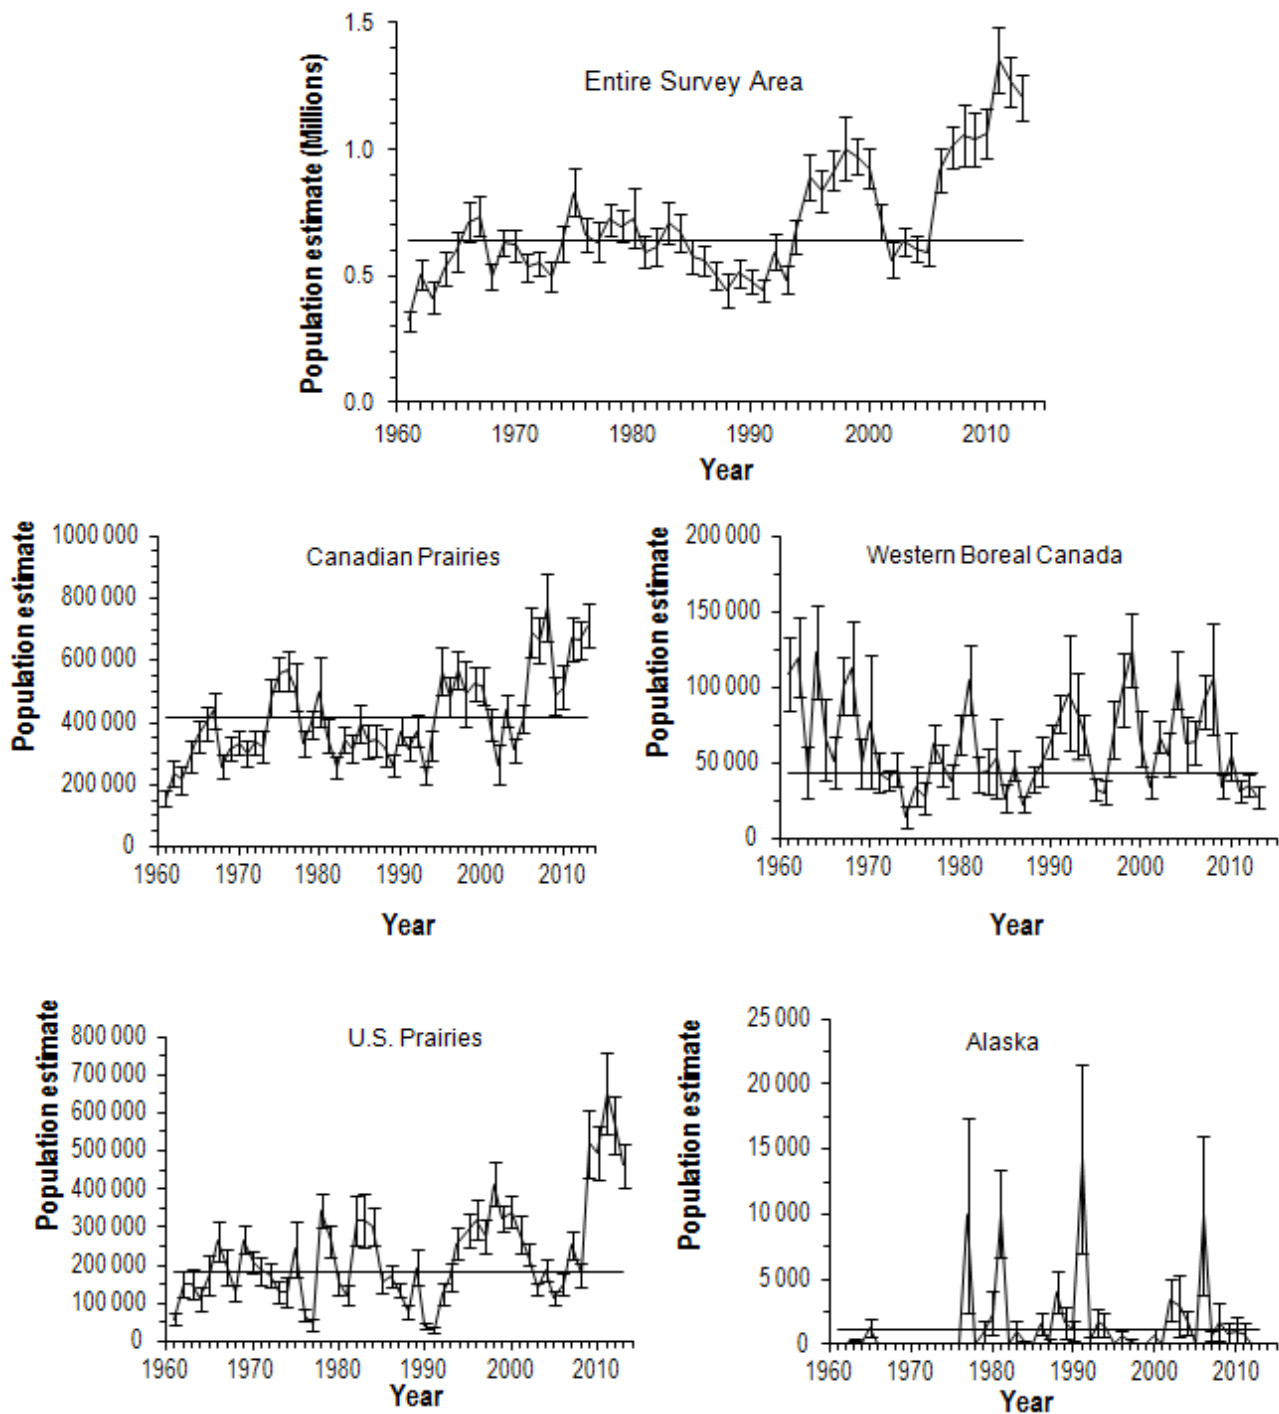 Entire Survey Area
Population estimate (Millions)
1.5
1.0
0.5
0.0
1960 1970 1980 1990 2000 2010
Year
Canadian Prairies
Population estimate
1000 000
800 000
600 000
400 000
200 000
0
1960 1970 1980 1990 2000 2010
Year
Western Boreal Canada
Population estimate
200 000
150 000
100 000
50 000
0
1960 1970 1980 1990 2000 2010
Year
U.S. Prairies
Population estimate
800 000
700 000
600 000
500 000
400 000
300 000
200 000
100 000
0
1960 1970 1980 1990 2000 2010
Year
Alaska
Population estimate
25 000
20 000
15 000
10 000
5 000
0
1960 1970 1980 1990 2000 2010
Year